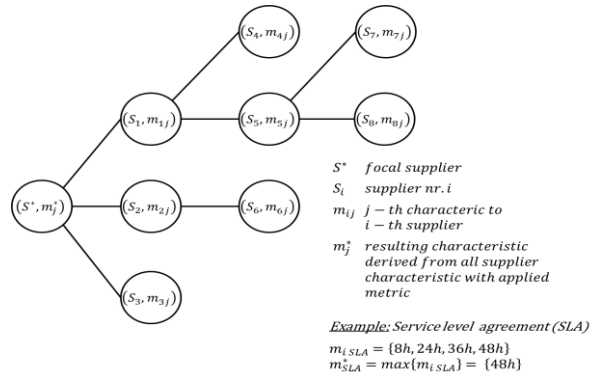 (S₄, m₄ⱼ)
(S₇, m₇ⱼ)
(S₁, m₁ⱼ)
(S₅, m₅ⱼ)
(S₈, m₈ⱼ)
(S*, m*ⱼ)
(S₂, m₂ⱼ)
(S₆, m₆ⱼ)
(S₃, m₃ⱼ)
S* focal supplier
Sᵢ supplier nr. i
mᵢⱼ j − th characteric to
i − th supplier
m*ⱼ resulting characteristic
derived from all supplier
characteristic with applied
metric
Example: Service level agreement (SLA)
mᵢ SLA = {8h, 24h, 36h, 48h}
m*SLA = max{mᵢ SLA} = {48h}